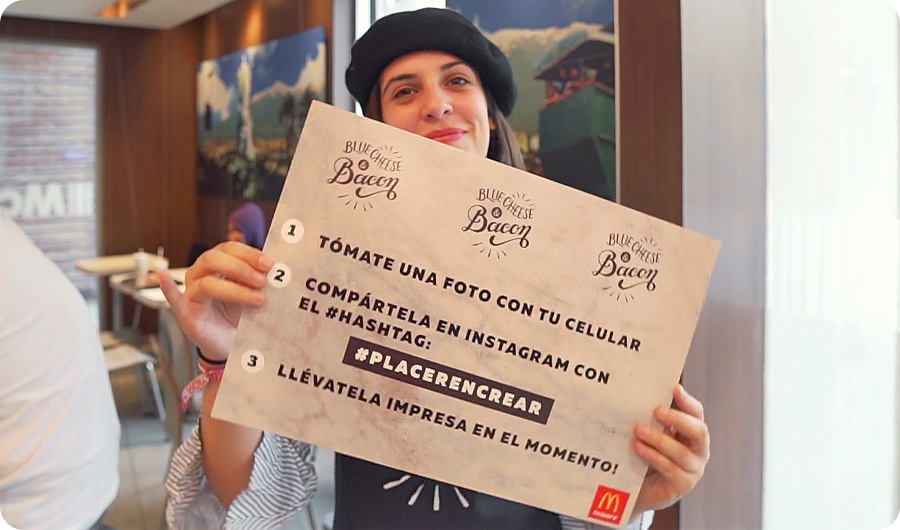 BLUE CHEESE
&
Bacon
BLUE CHEESE
&
Bacon
BLUE CHEESE
&
Bacon
1 TÓMATE UNA FOTO CON TU CELULAR
2 COMPÁRTELA EN INSTAGRAM CON
EL #HASHTAG:
#PLACERENCREAR
3 LLÉVATELA IMPRESA EN EL MOMENTO!